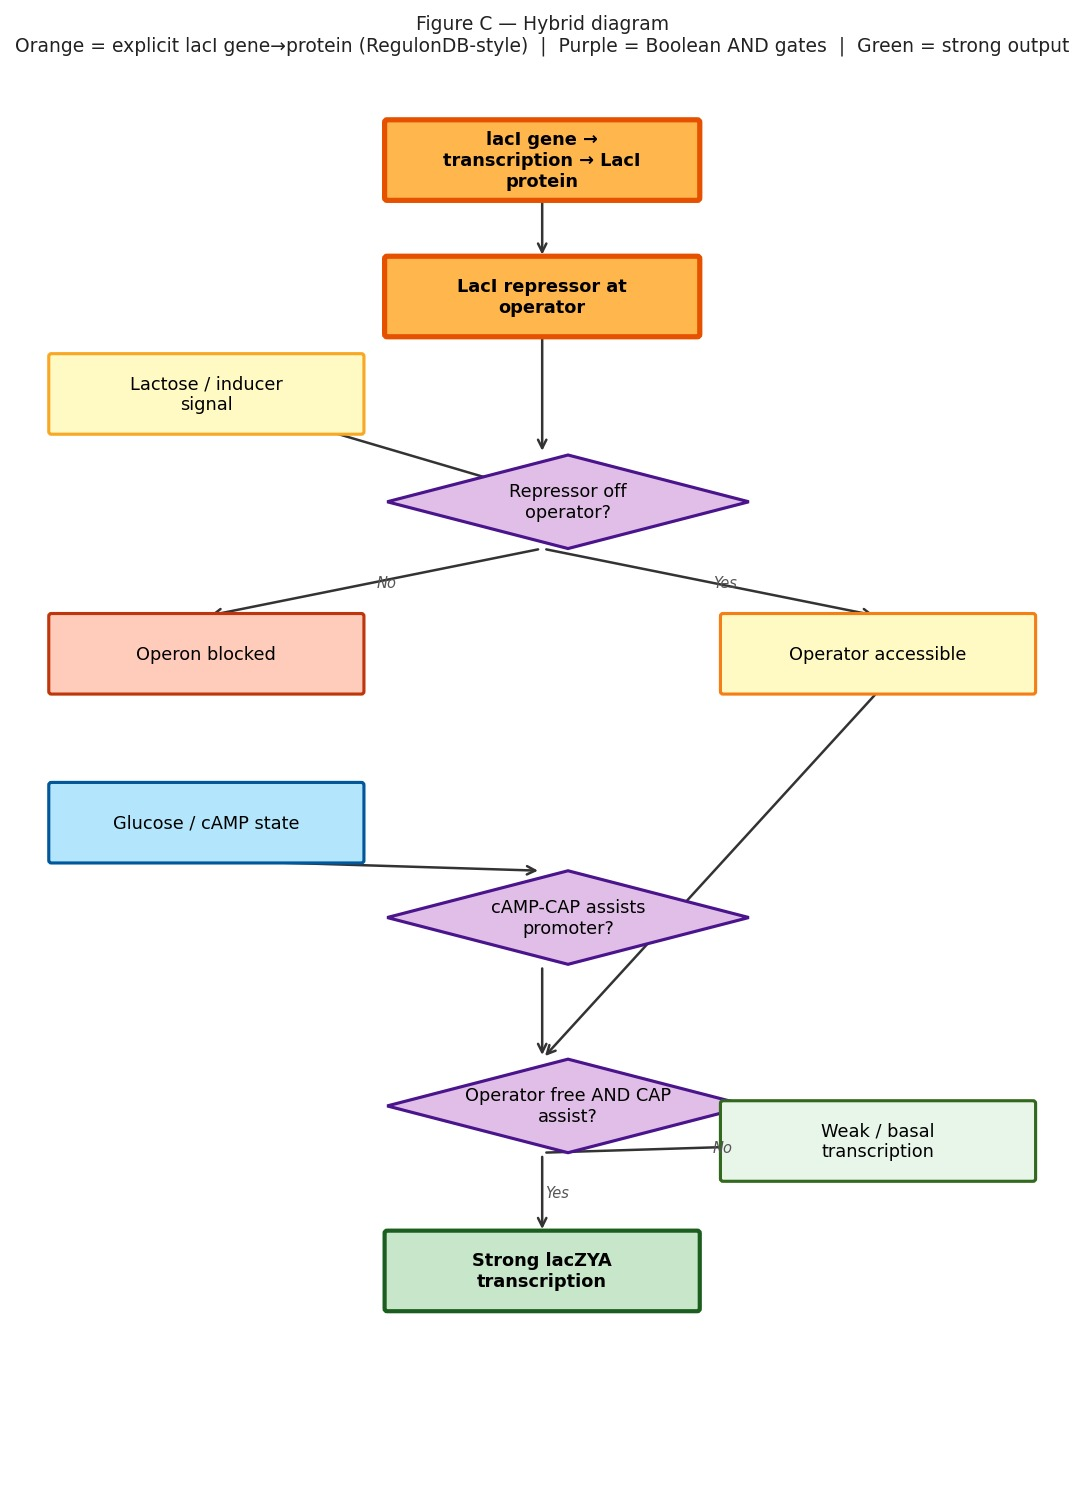 Figure C — Hybrid diagram
Orange = explicit lacI gene→protein (RegulonDB-style)  |  Purple = Boolean AND gates  |  Green = strong output
lacI gene →
transcription → LacI
protein
LacI repressor at
operator
Lactose / inducer
signal
Repressor off
operator?
No
Yes
Operon blocked
Operator accessible
Glucose / cAMP state
cAMP-CAP assists
promoter?
Operator free AND CAP
assist?
Weak / basal
transcription
No
Yes
Strong lacZYA
transcription